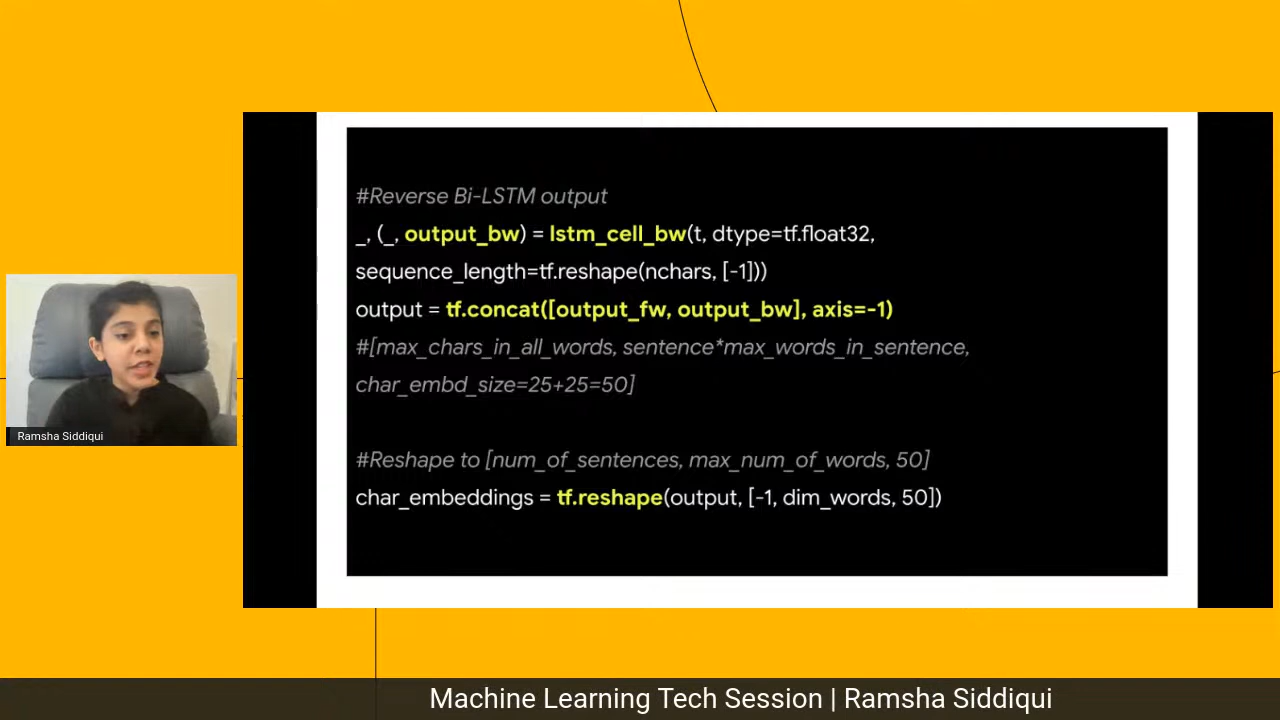 #Reverse Bi-LSTM output
_, (_, output_bw) = lstm_cell_bw(t, dtype=tf.float32,
sequence_length=tf.reshape(nchars, [-1]))
output = tf.concat([output_fw, output_bw], axis=-1)
#[max_chars_in_all_words, sentence*max_words_in_sentence,
char_embd_size=25+25=50]
#Reshape to [num_of_sentences, max_num_of_words, 50]
char_embeddings = tf.reshape(output, [-1, dim_words, 50])
Ramsha Siddiqui
Machine Learning Tech Session | Ramsha Siddiqui